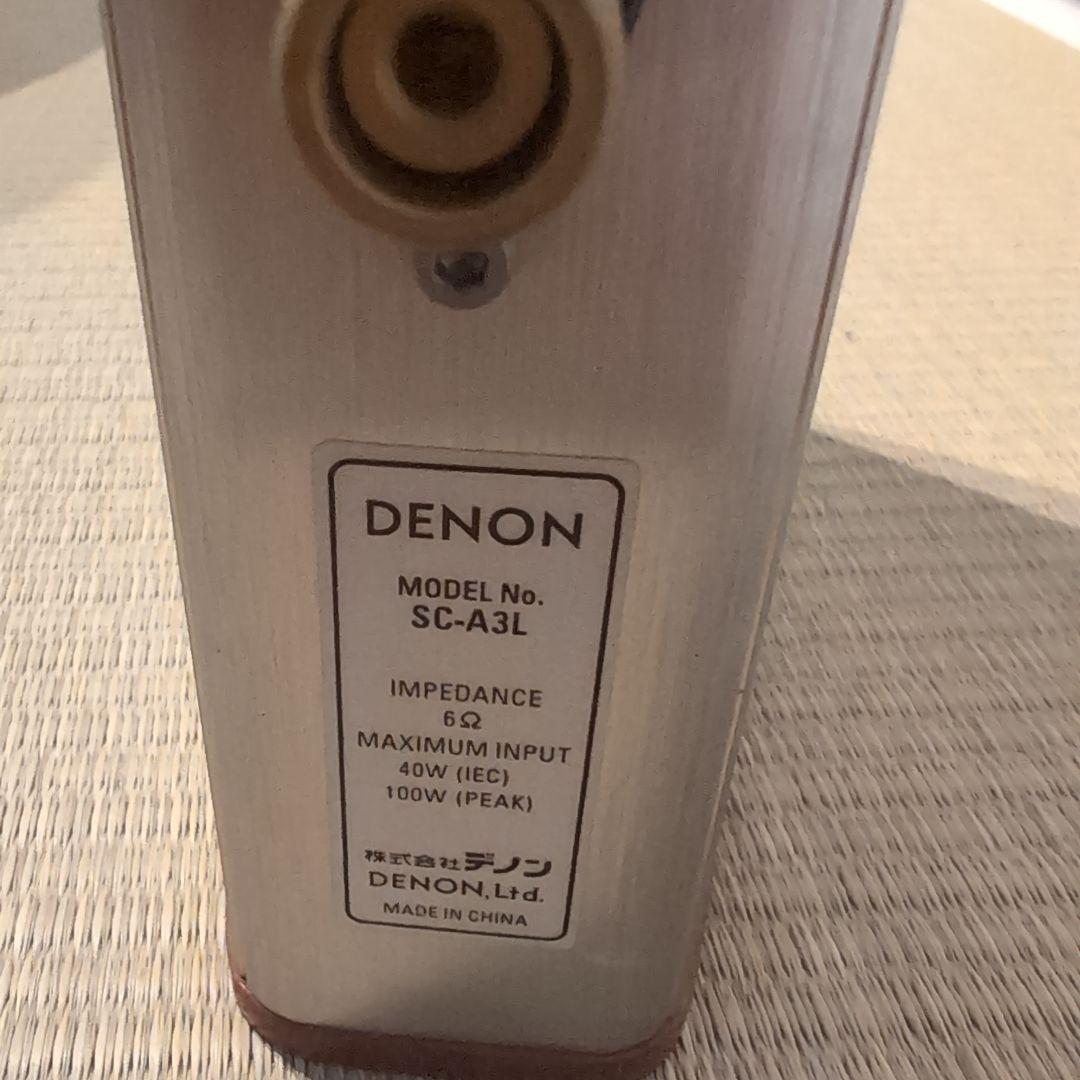 DENON
MODEL No.
SC-A3L
IMPEDANCE
6Ω
MAXIMUM INPUT
40W (IEC)
100W (PEAK)
株式会社デノン
DENON, Ltd.
MADE IN CHINA